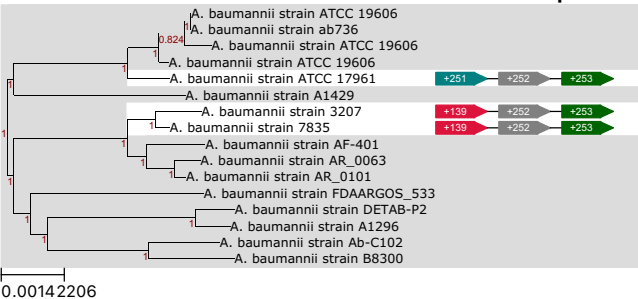 A. baumannii strain ATCC 19606
1 A. baumannii strain ab736
0.824 A. baumannii strain ATCC 19606
1 A. baumannii strain ATCC 19606
1 A. baumannii strain ATCC 17961 +251 +252 +253
A. baumannii strain A1429
1 A. baumannii strain 3207 +139 +252 +253
1 A. baumannii strain 7835 +139 +252 +253
1 A. baumannii strain AF-401
1 A. baumannii strain AR_0063
1 1 A. baumannii strain AR_0101
A. baumannii strain FDAARGOS_533
A. baumannii strain DETAB-P2
1 1 A. baumannii strain A1296
1 A. baumannii strain Ab-C102
1 A. baumannii strain B8300
0.00142206